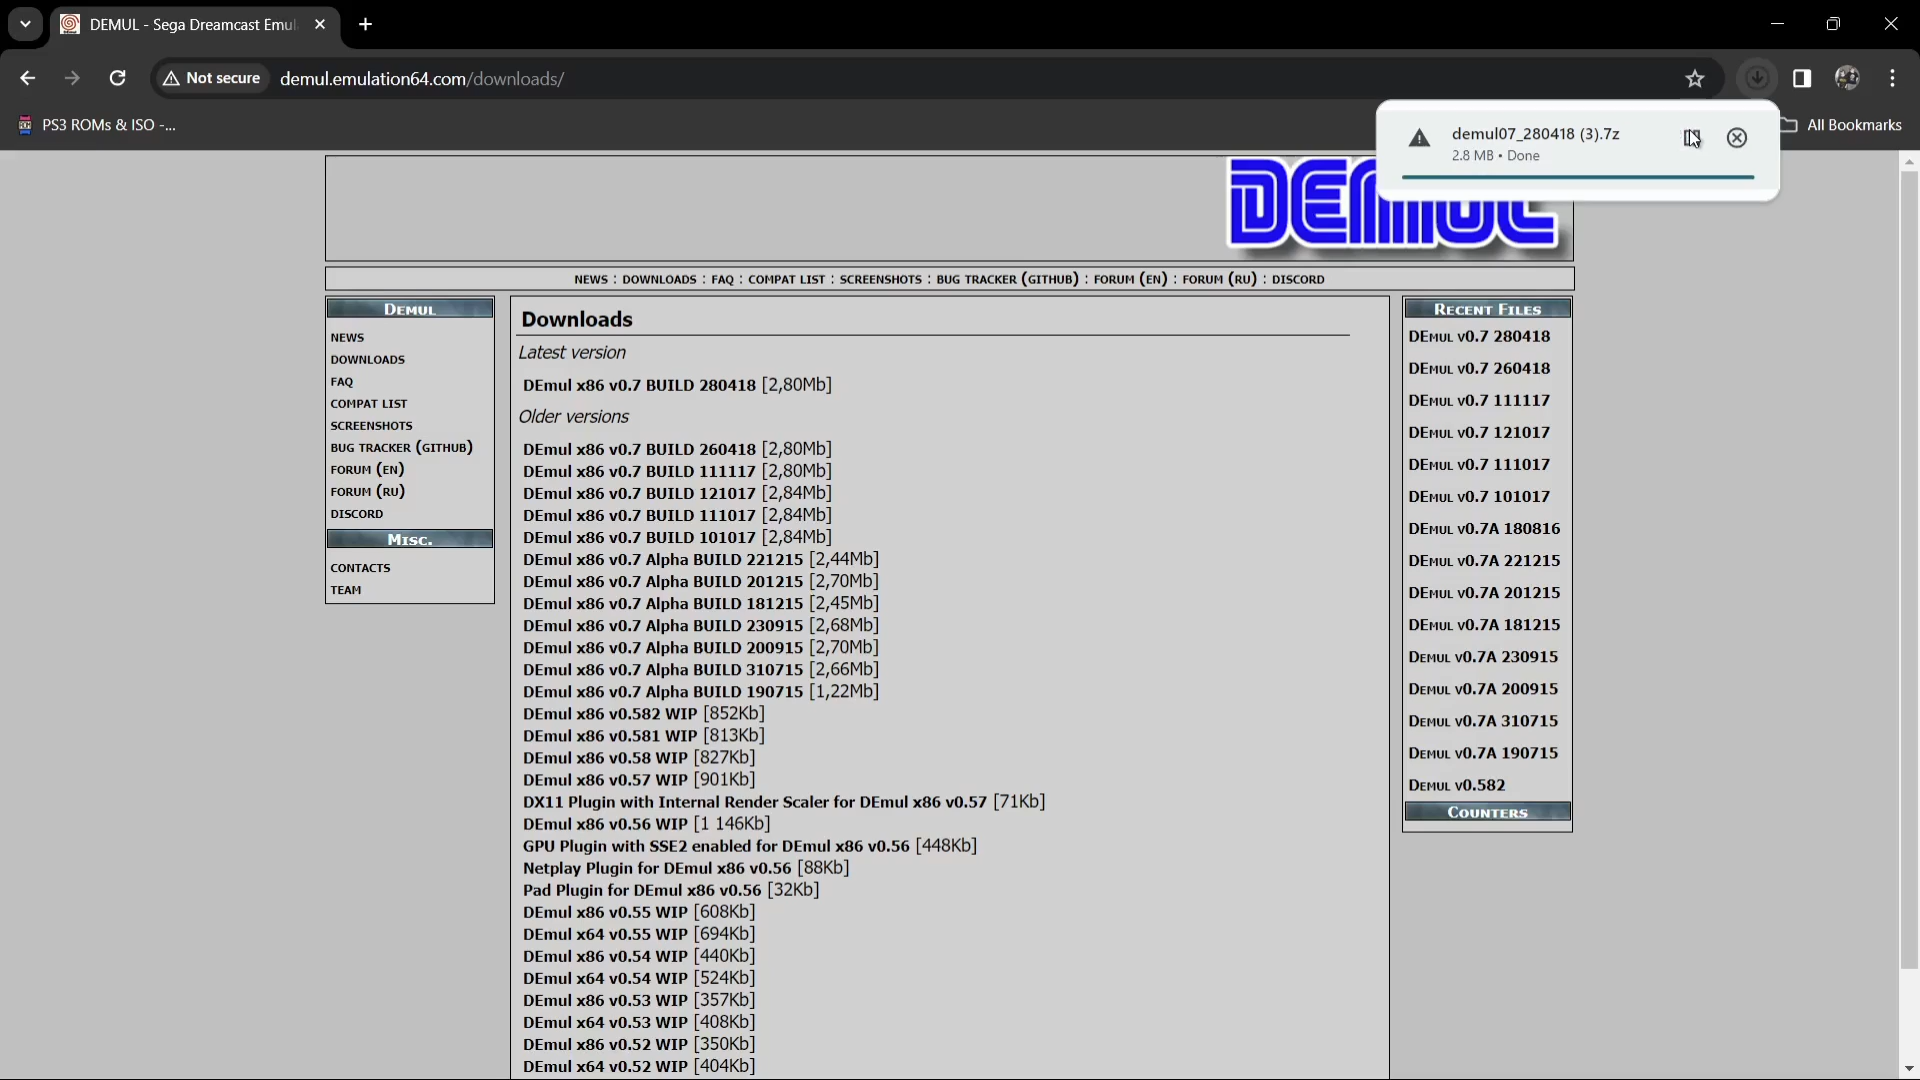 DEMUL - Sega Dreamcast Emul
Not secure
demul.emulation64.com/downloads/
PS3 ROMs & ISO -...
All Bookmarks
demul07_280418 (3).7z
2.8 MB • Done
DEMUL
NEWS : DOWNLOADS : FAQ : COMPAT LIST : SCREENSHOTS : BUG TRACKER (GITHUB) : FORUM (EN) : FORUM (RU) : DISCORD
DEMUL
NEWS
DOWNLOADS
FAQ
COMPAT LIST
SCREENSHOTS
BUG TRACKER (GITHUB)
FORUM (EN)
FORUM (RU)
DISCORD
MISC.
CONTACTS
TEAM
Downloads
Latest version
DEmul x86 v0.7 BUILD 280418 [2,80Mb]
Older versions
DEmul x86 v0.7 BUILD 260418 [2,80Mb]
DEmul x86 v0.7 BUILD 111117 [2,80Mb]
DEmul x86 v0.7 BUILD 121017 [2,84Mb]
DEmul x86 v0.7 BUILD 111017 [2,84Mb]
DEmul x86 v0.7 BUILD 101017 [2,84Mb]
DEmul x86 v0.7 Alpha BUILD 221215 [2,44Mb]
DEmul x86 v0.7 Alpha BUILD 201215 [2,70Mb]
DEmul x86 v0.7 Alpha BUILD 181215 [2,45Mb]
DEmul x86 v0.7 Alpha BUILD 230915 [2,68Mb]
DEmul x86 v0.7 Alpha BUILD 200915 [2,70Mb]
DEmul x86 v0.7 Alpha BUILD 310715 [2,66Mb]
DEmul x86 v0.7 Alpha BUILD 190715 [1,22Mb]
DEmul x86 v0.582 WIP [852Kb]
DEmul x86 v0.581 WIP [813Kb]
DEmul x86 v0.58 WIP [827Kb]
DEmul x86 v0.57 WIP [901Kb]
DX11 Plugin with Internal Render Scaler for DEmul x86 v0.57 [71Kb]
DEmul x86 v0.56 WIP [1 146Kb]
GPU Plugin with SSE2 enabled for DEmul x86 v0.56 [448Kb]
Netplay Plugin for DEmul x86 v0.56 [88Kb]
Pad Plugin for DEmul x86 v0.56 [32Kb]
DEmul x86 v0.55 WIP [608Kb]
DEmul x64 v0.55 WIP [694Kb]
DEmul x86 v0.54 WIP [440Kb]
DEmul x64 v0.54 WIP [524Kb]
DEmul x86 v0.53 WIP [357Kb]
DEmul x64 v0.53 WIP [408Kb]
DEmul x86 v0.52 WIP [350Kb]
DEmul x64 v0.52 WIP [404Kb]
RECENT FILES
DEMUL V0.7 280418
DEMUL V0.7 260418
DEMUL V0.7 111117
DEMUL V0.7 121017
DEMUL V0.7 111017
DEMUL V0.7 101017
DEMUL V0.7A 180816
DEMUL V0.7A 221215
DEMUL V0.7A 201215
DEMUL V0.7A 181215
DEMUL V0.7A 230915
DEMUL V0.7A 200915
DEMUL V0.7A 310715
DEMUL V0.7A 190715
DEMUL V0.582
COUNTERS